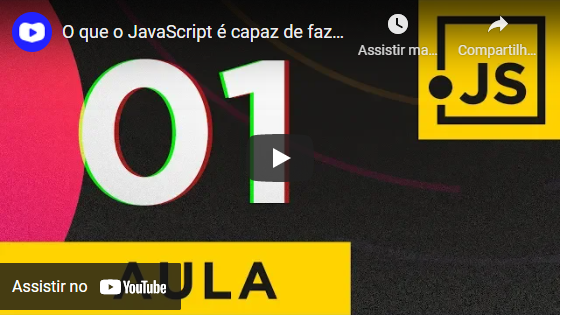 O que o JavaScript é capaz de faz...
Assistir ma...
Compartilh...
01
.JS
AULA
Assistir no YouTube